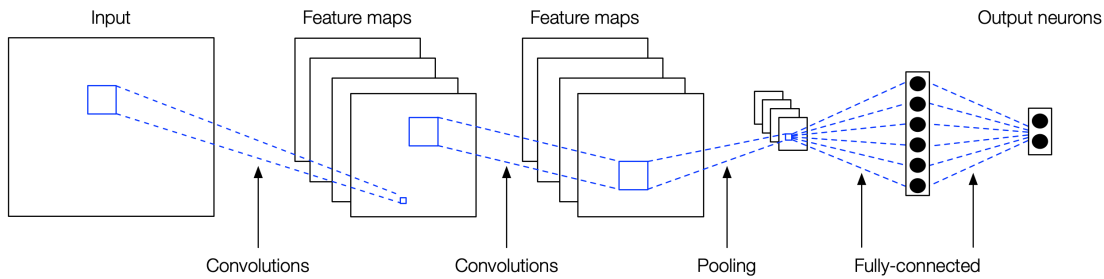 Input
Feature maps
Feature maps
Output neurons
Convolutions
Convolutions
Pooling
Fully-connected